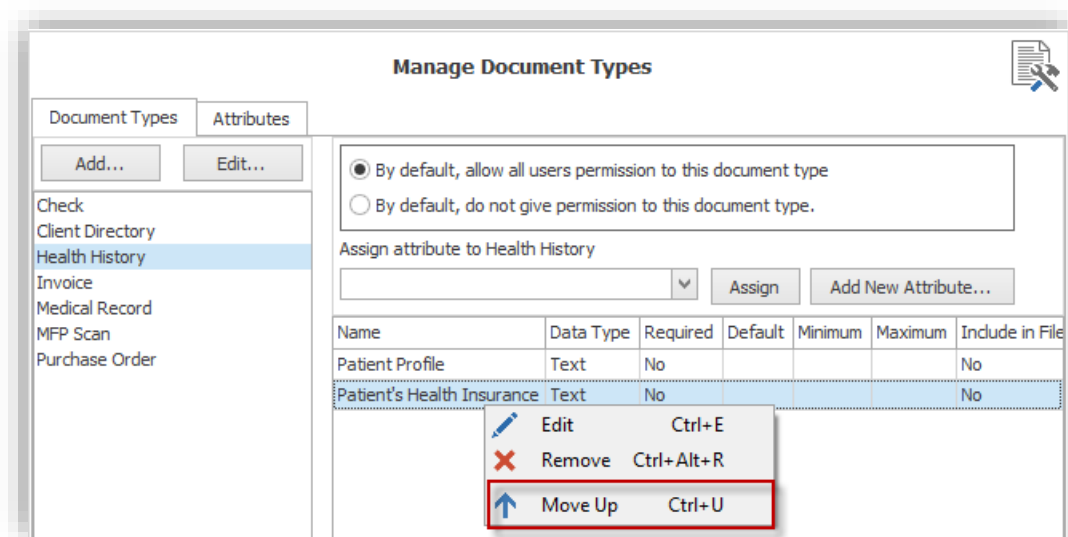 Manage Document Types
Document Types Attributes
Add... Edit...
By default, allow all users permission to this document type
By default, do not give permission to this document type.
Check
Client Directory
Health History
Invoice
Medical Record
MFP Scan
Purchase Order
Assign attribute to Health History
Assign Add New Attribute...
Name Data Type Required Default Minimum Maximum Include in File
Patient Profile Text No No
Patient's Health Insurance Text No No
Edit Ctrl+E
Remove Ctrl+Alt+R
Move Up Ctrl+U